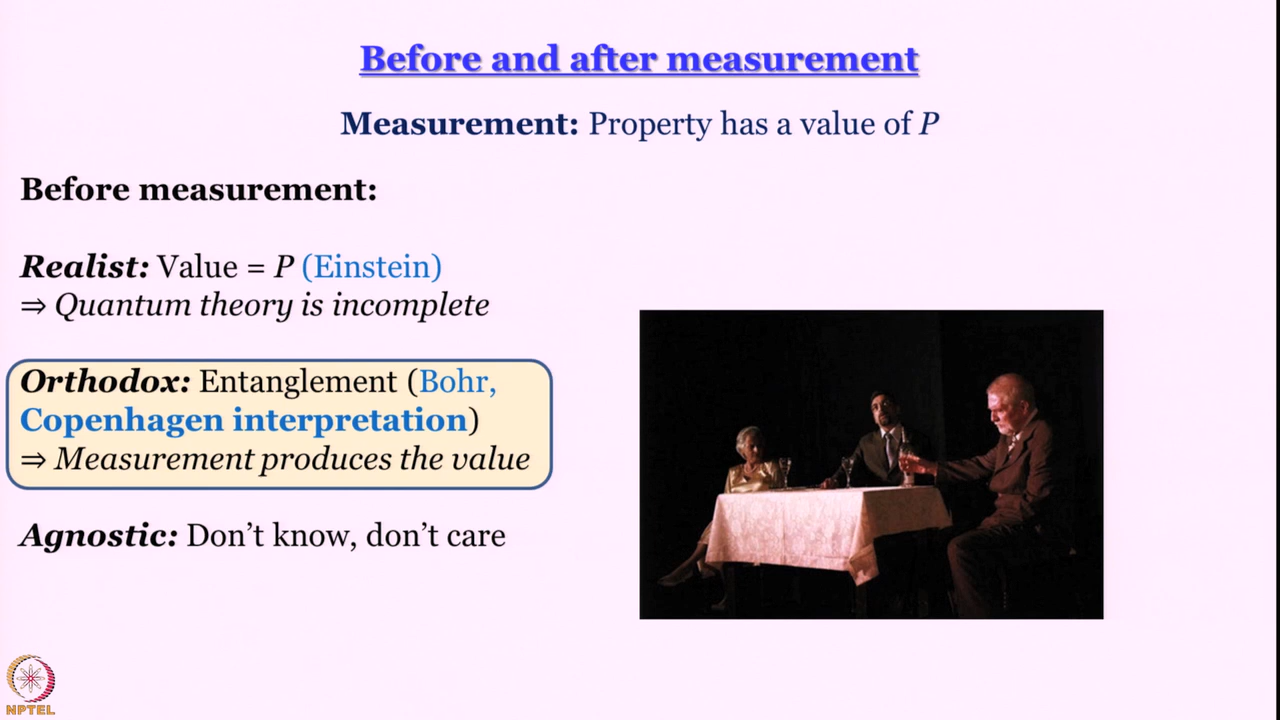 Before and after measurement
Measurement: Property has a value of P
Before measurement:
Realist: Value = P (Einstein)
⇒ Quantum theory is incomplete
Orthodox: Entanglement (Bohr,
Copenhagen interpretation)
⇒ Measurement produces the value
Agnostic: Don’t know, don’t care
NPTEL